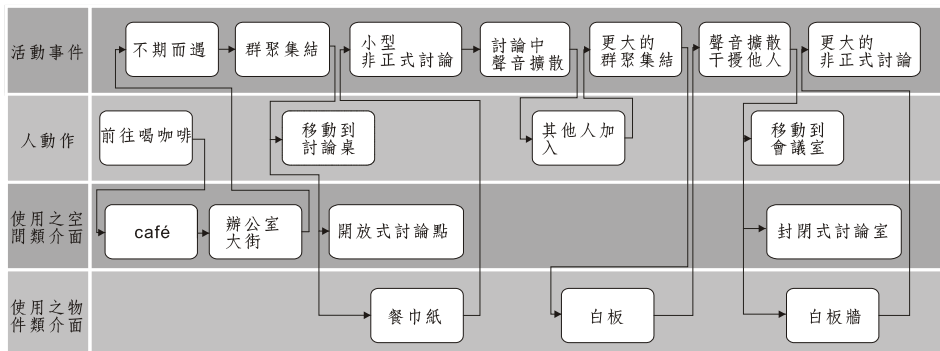 活動事件
不期而遇
群聚集結
小型
非正式討論
討論中
聲音擴散
更大的
群聚集結
聲音擴散
干擾他人
更大的
非正式討論
人動作
前往喝咖啡
移動到
討論桌
其他人加
入
移動到
會議室
使用之空
間類介面
café
辦公室
大街
開放式討論點
封閉式討論室
使用之物
件類介面
餐巾紙
白板
白板牆